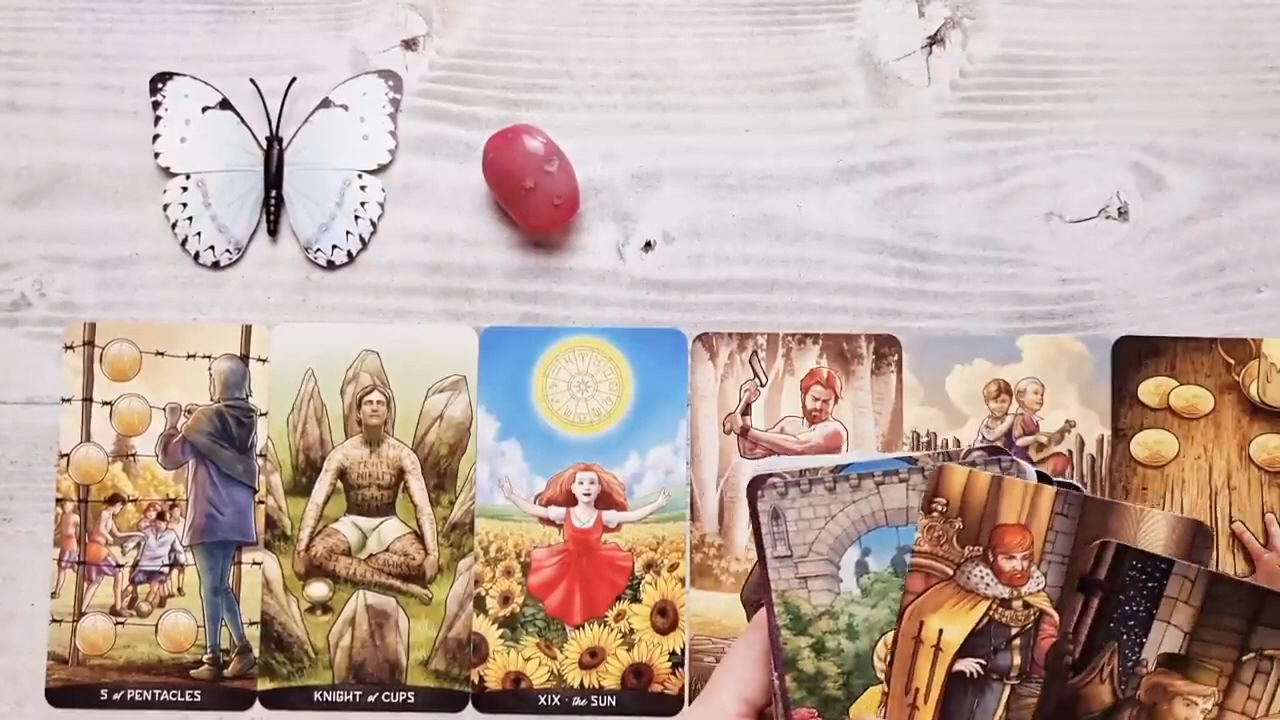 5 of PENTACLES
KNIGHT of CUPS
XIX · the SUN